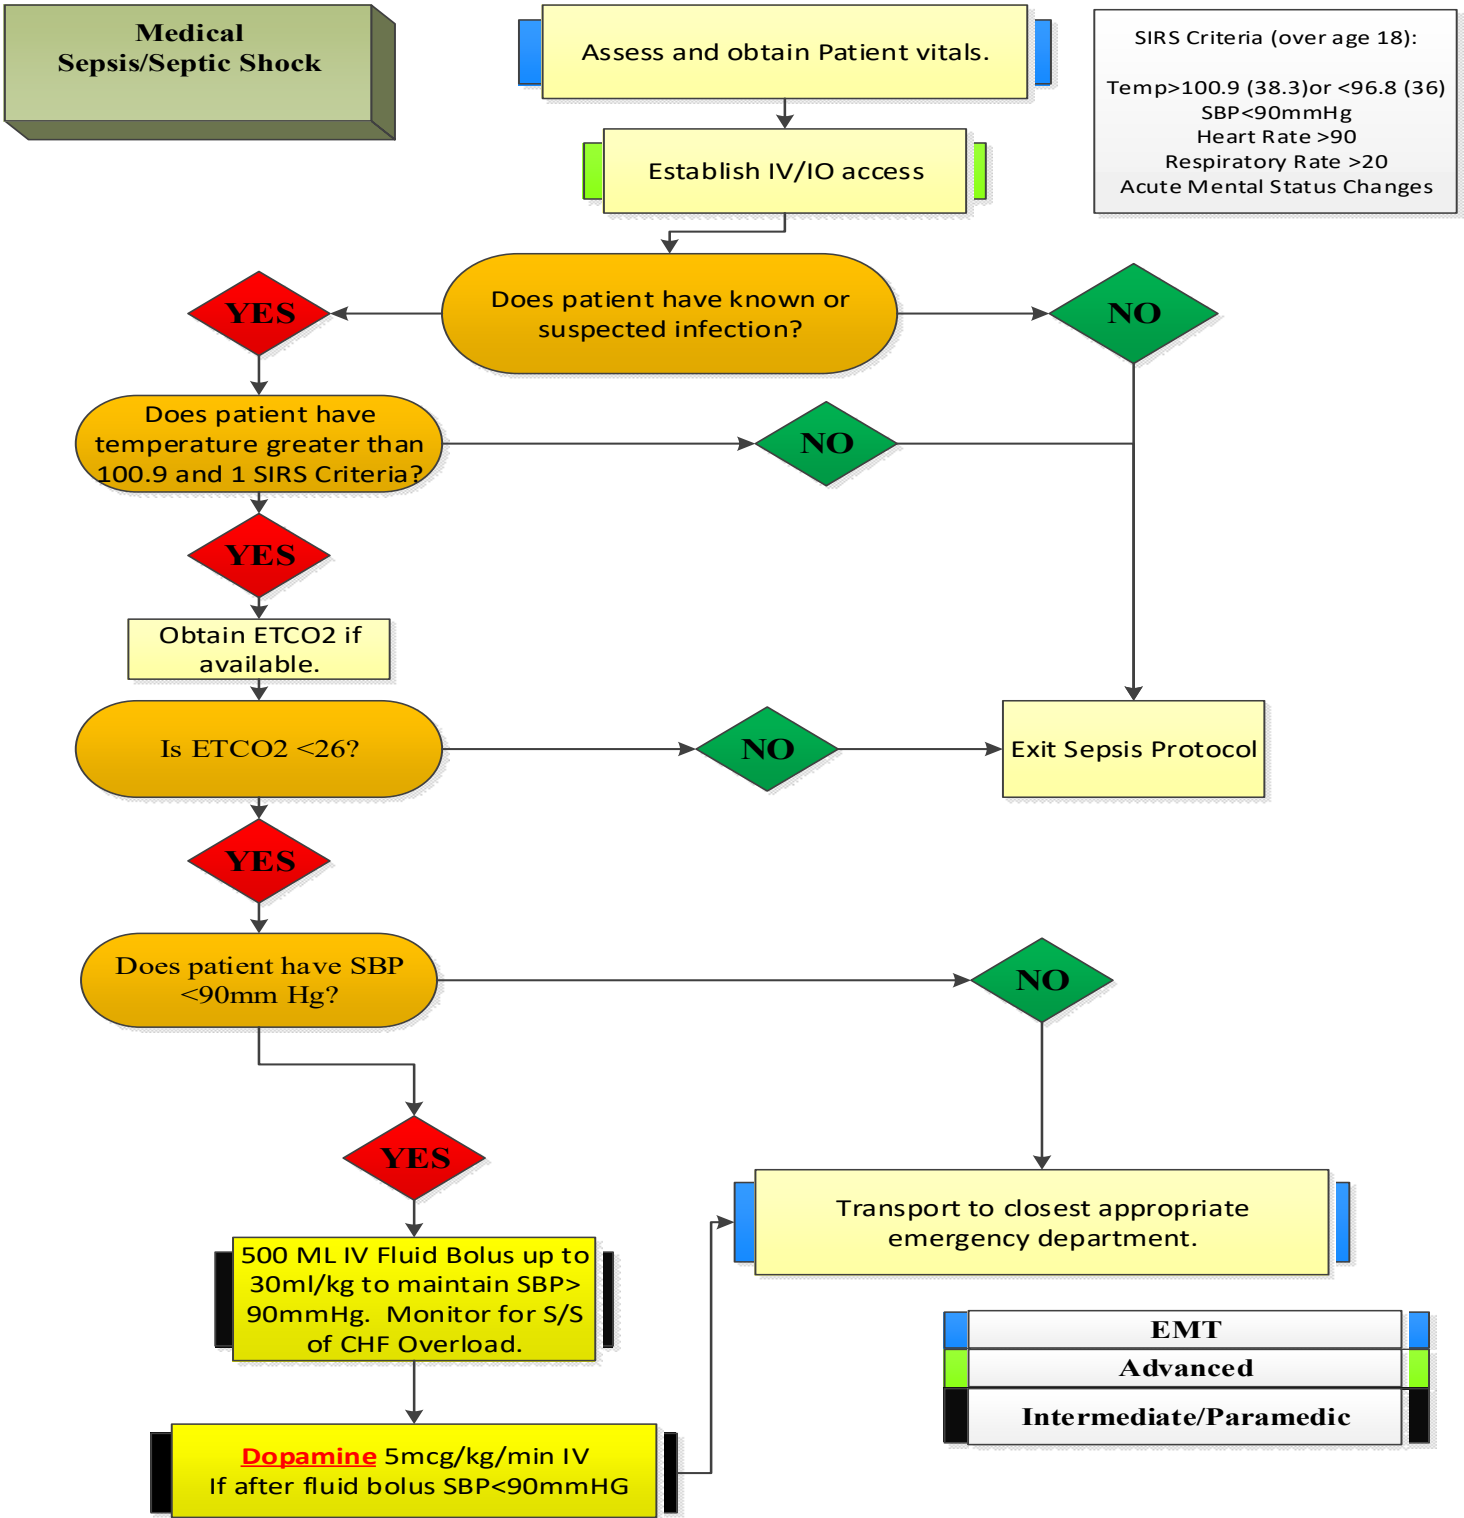 Medical
Sepsis/Septic Shock
Assess and obtain Patient vitals.
SIRS Criteria (over age 18):
Temp>100.9 (38.3)or <96.8 (36)
SBP<90mmHg
Heart Rate >90
Respiratory Rate >20
Acute Mental Status Changes
Establish IV/IO access
Does patient have known or
suspected infection?
YES
NO
Does patient have
temperature greater than
100.9 and 1 SIRS Criteria?
NO
YES
Obtain ETCO2 if
available.
Is ETCO2 <26?
NO
Exit Sepsis Protocol
YES
Does patient have SBP
<90mm Hg?
NO
YES
500 ML IV Fluid Bolus up to
30ml/kg to maintain SBP>
90mmHg.  Monitor for S/S
of CHF Overload.
Transport to closest appropriate
emergency department.
Dopamine 5mcg/kg/min IV
If after fluid bolus SBP<90mmHG
EMT
Advanced
Intermediate/Paramedic